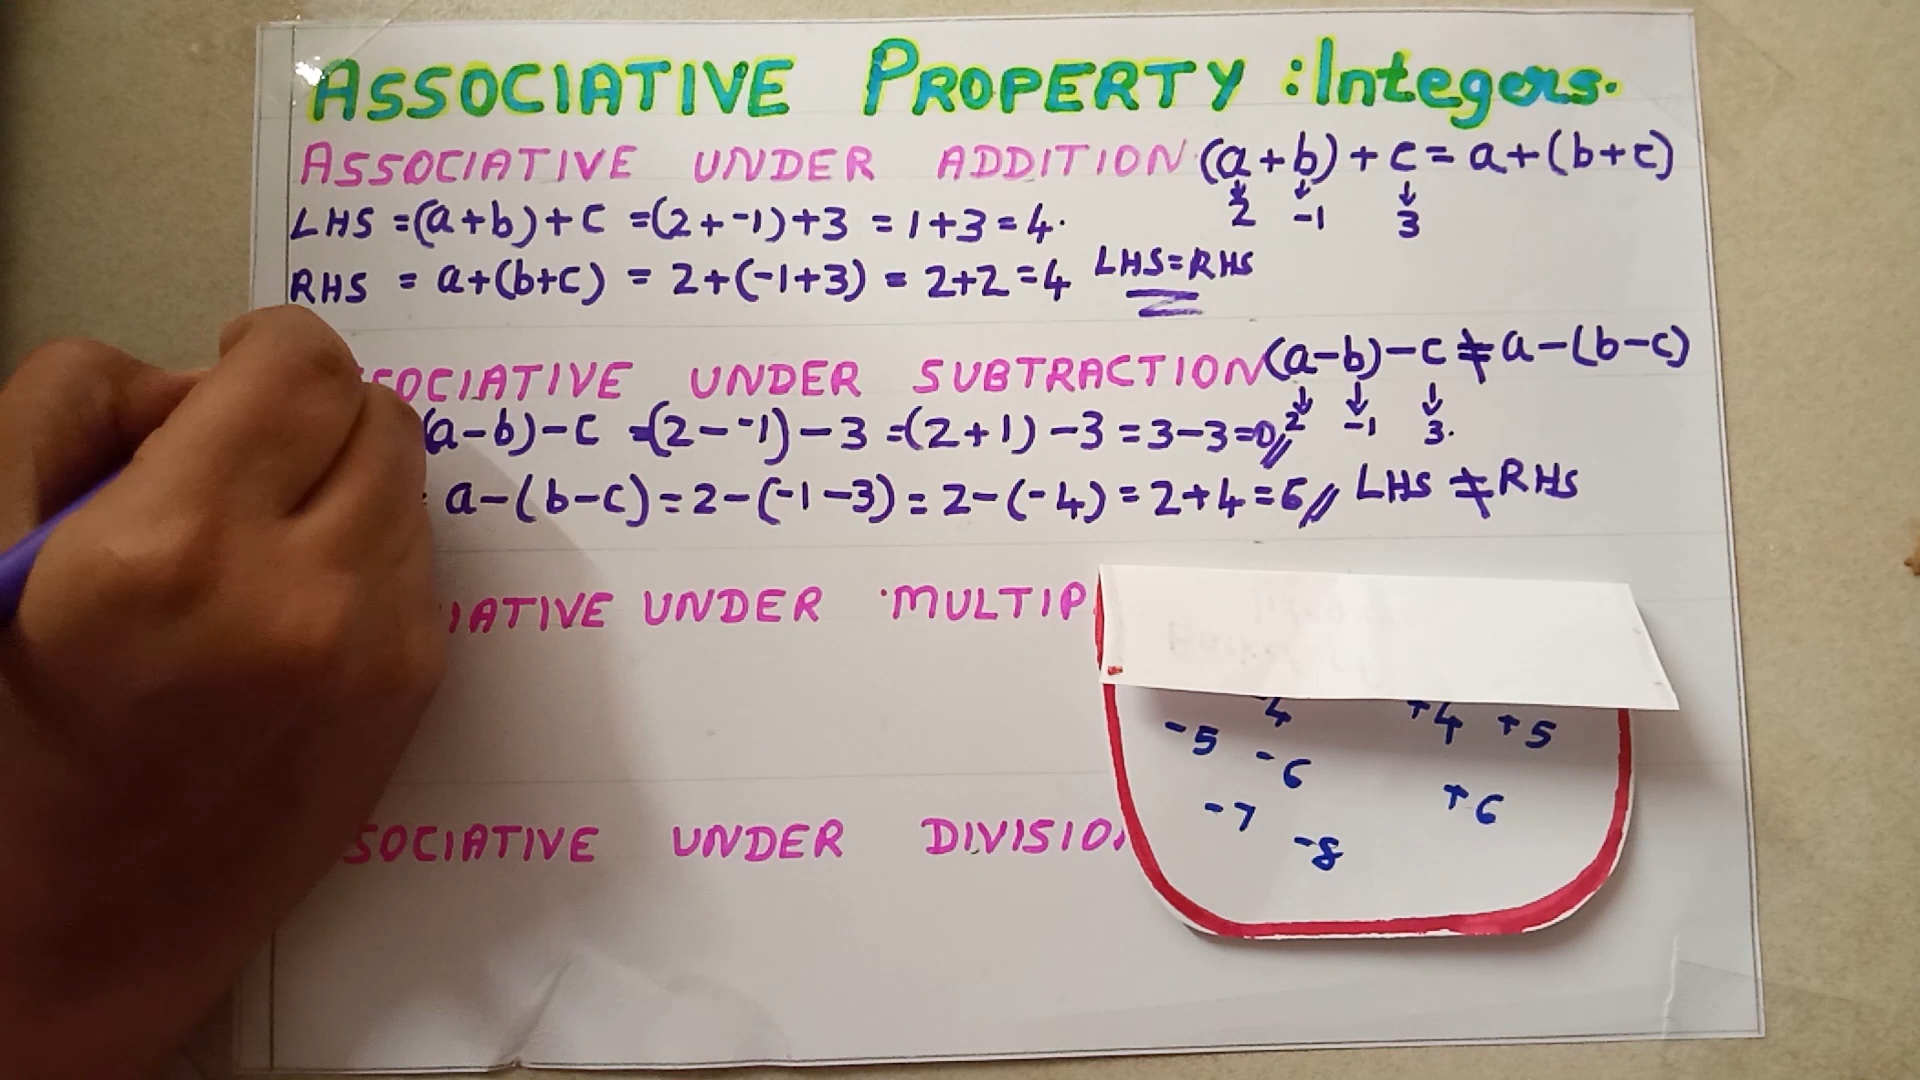 ASSOCIATIVE PROPERTY : Integers.
ASSOCIATIVE UNDER ADDITION (a+b)+c = a+(b+c)
2 -1 3
LHS =(a+b)+c =(2+-1)+3 = 1+3=4.
RHS = a+(b+c) = 2+(-1+3) = 2+2=4 LHS=RHS
SOCIATIVE UNDER SUBTRACTION (a-b)-c ≠ a-(b-c)
2 -1 3.
(a-b)-c =(2--1)-3 =(2+1)-3 = 3-3=0//
= a-(b-c)=2-(-1-3)=2-(-4)=2+4=6// LHS ≠ RHS
IATIVE UNDER MULTIP
-4 +4 +5
-5 -6
+6
-7
-8
SOCIATIVE UNDER DIVISIO